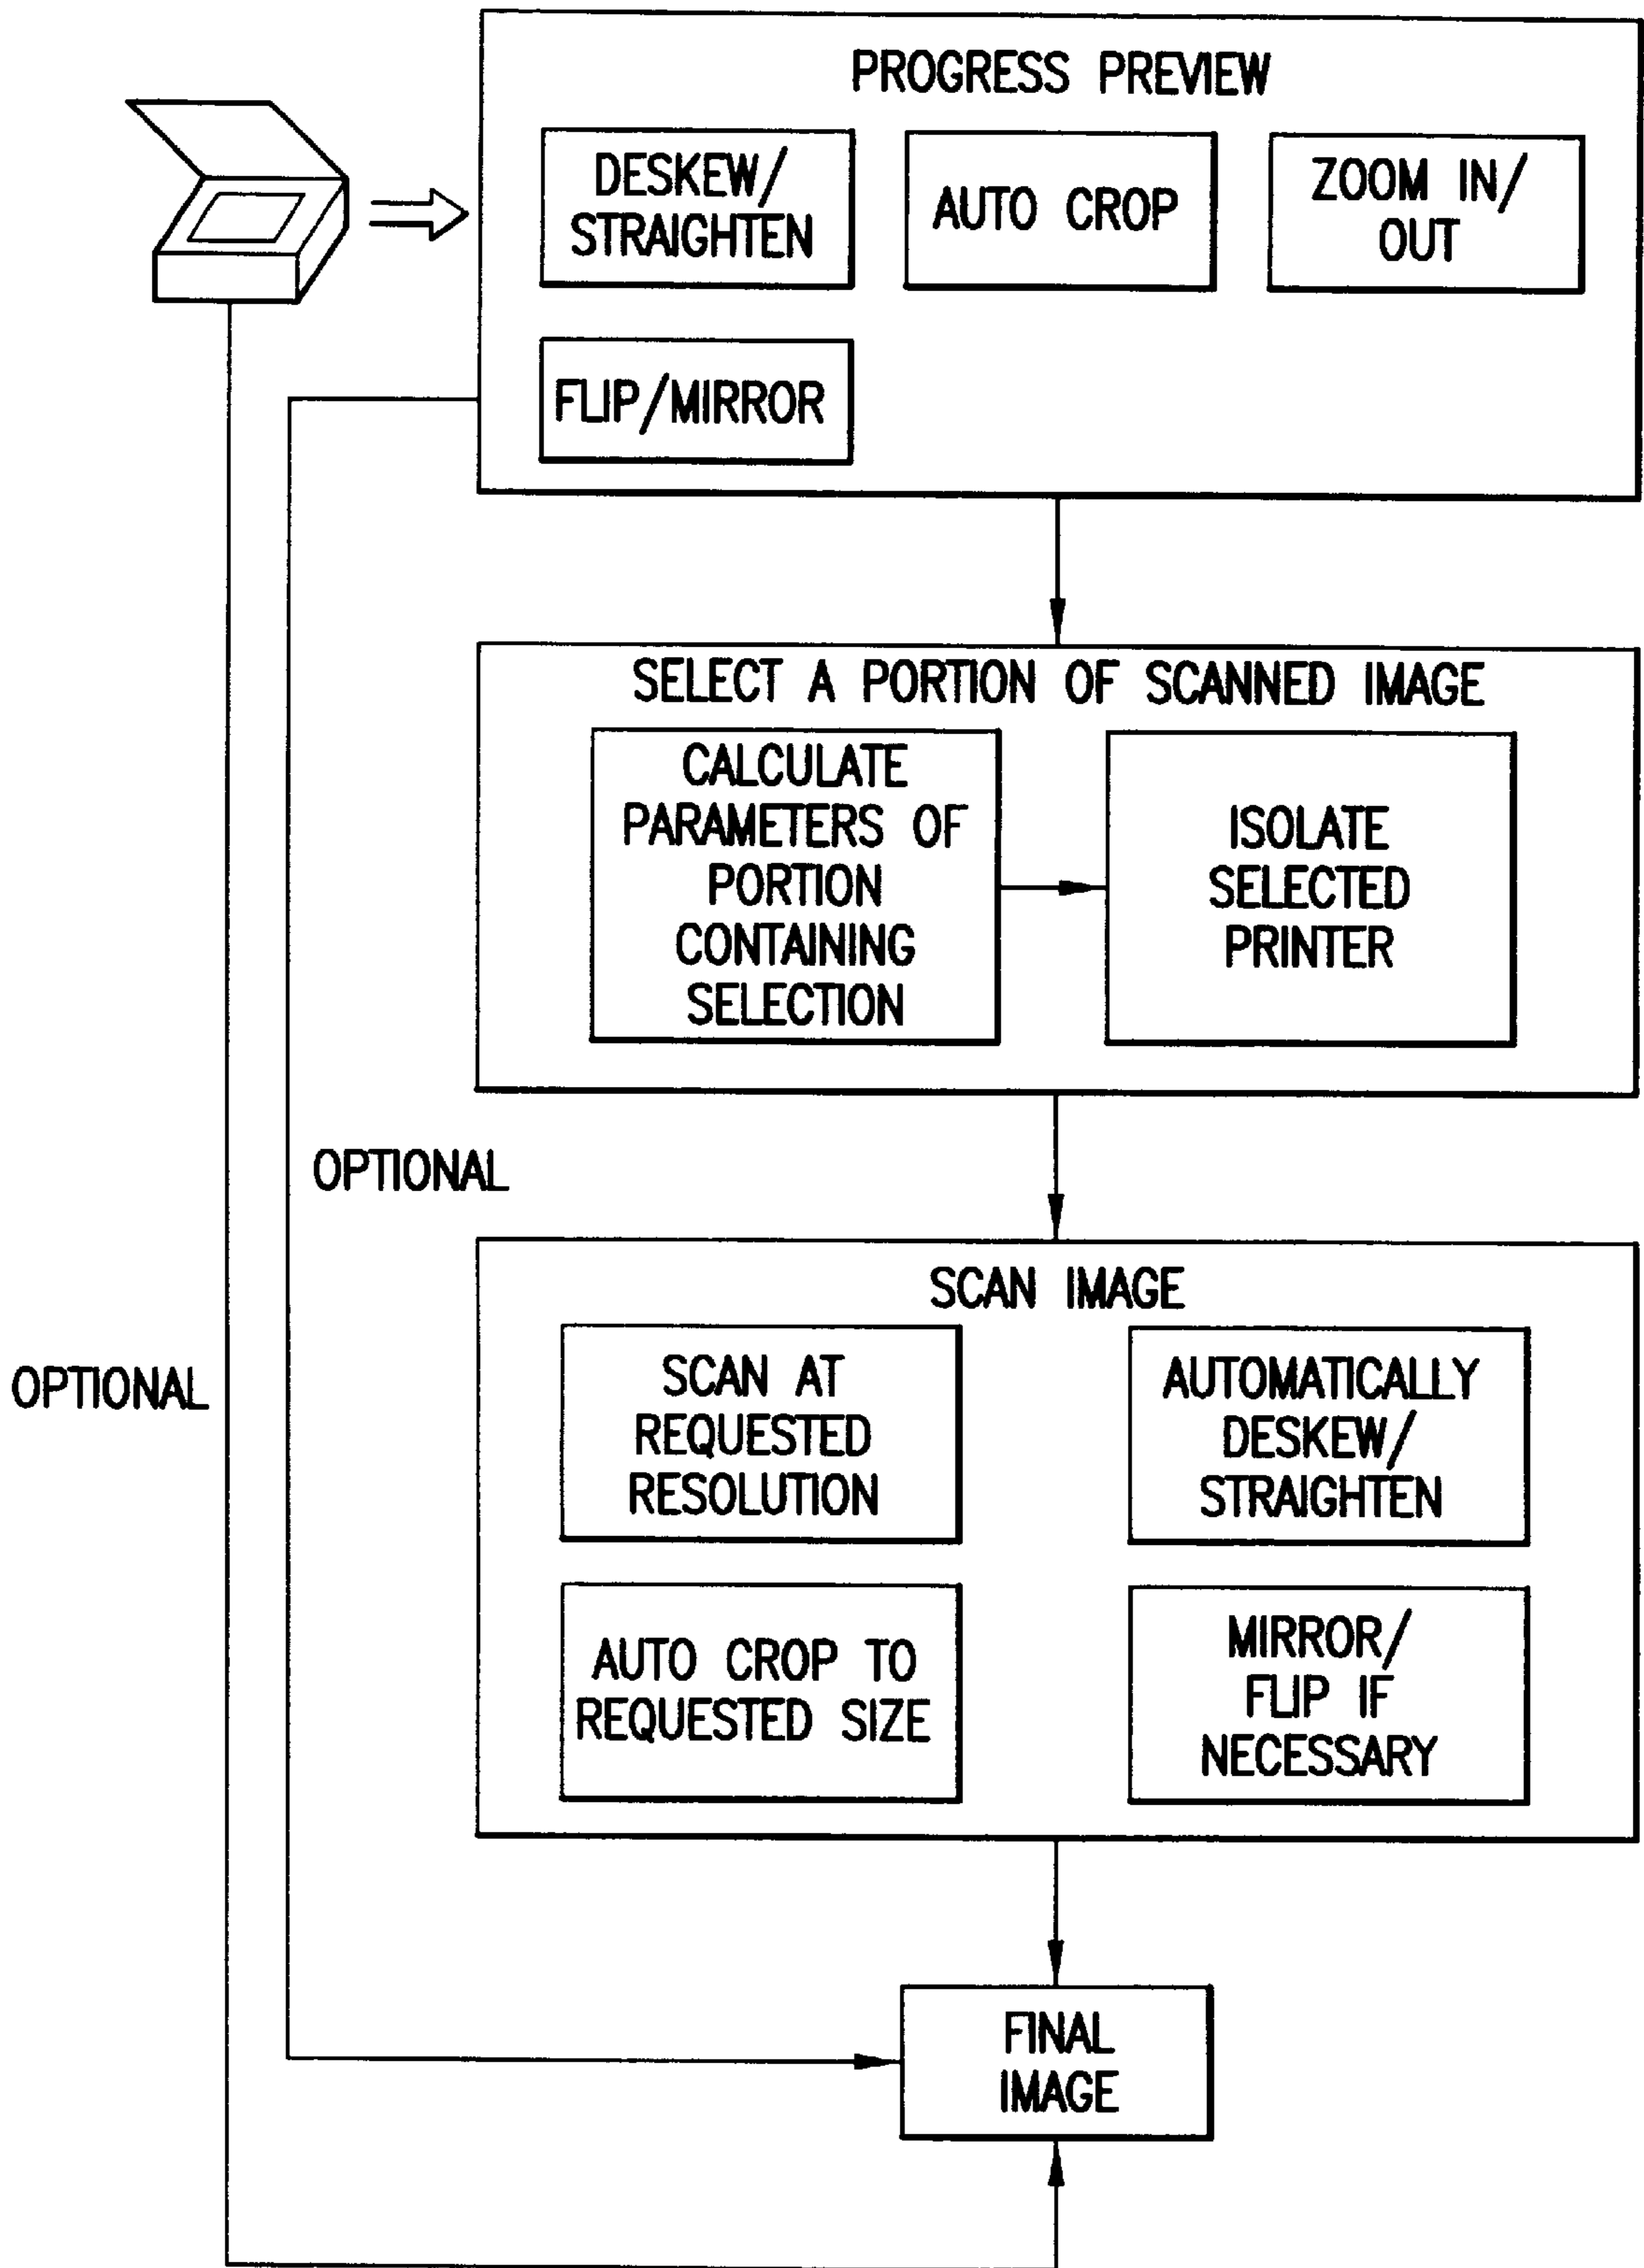 PROGRESS PREVIEW
DESKEW/
STRAIGHTEN
AUTO CROP
ZOOM IN/
OUT
FLIP/MIRROR
SELECT A PORTION OF SCANNED IMAGE
CALCULATE
PARAMETERS OF
PORTION
CONTAINING
SELECTION
ISOLATE
SELECTED
PRINTER
OPTIONAL
OPTIONAL
SCAN IMAGE
SCAN AT
REQUESTED
RESOLUTION
AUTOMATICALLY
DESKEW/
STRAIGHTEN
AUTO CROP TO
REQUESTED SIZE
MIRROR/
FLIP IF
NECESSARY
FINAL
IMAGE